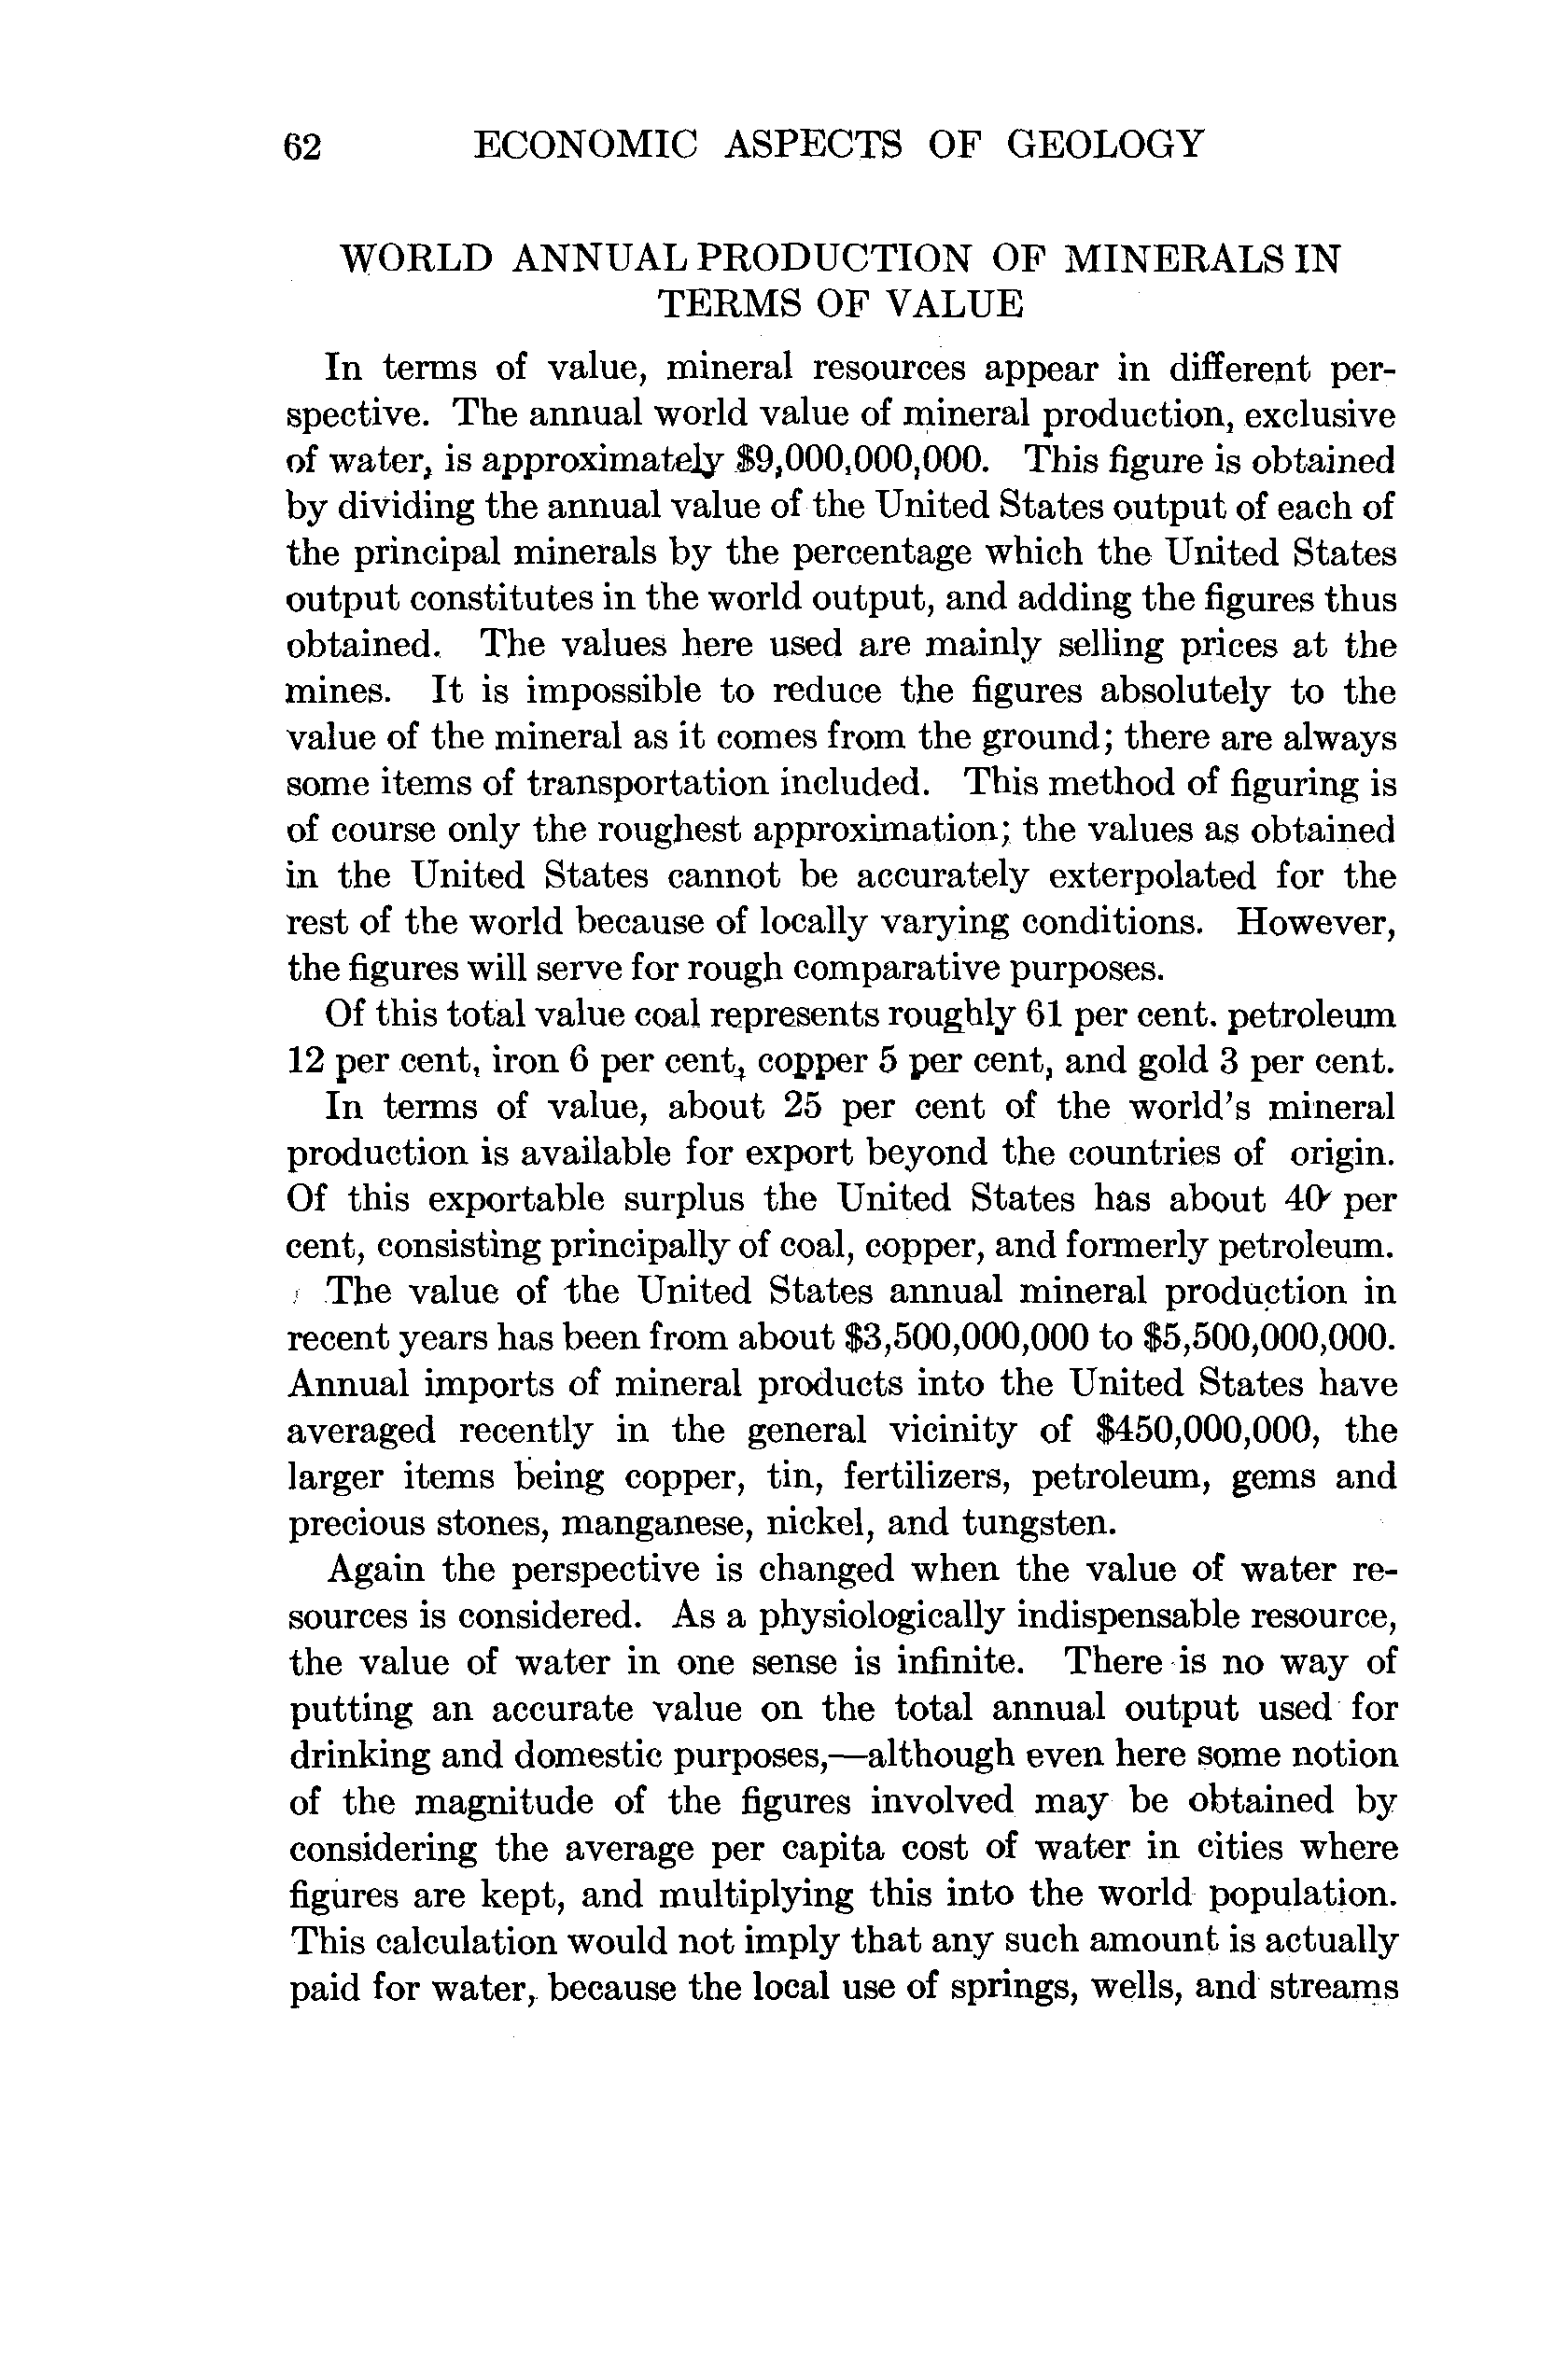 62 ECONOMIC ASPECTS OF GEOLOGY
WORLD ANNUAL PRODUCTION OF MINERALS IN
TERMS OF VALUE
In terms of value, mineral resources appear in different per-
spective. The annual world value of mineral production, exclusive
of water, is approximately $9,000,000,000. This figure is obtained
by dividing the annual value of the United States output of each of
the principal minerals by the percentage which the United States
output constitutes in the world output, and adding the figures thus
obtained. The values here used are mainly selling prices at the
mines. It is impossible to reduce the figures absolutely to the
value of the mineral as it comes from the ground; there are always
some items of transportation included. This method of figuring is
of course only the roughest approximation; the values as obtained
in the United States cannot be accurately exterpolated for the
rest of the world because of locally varying conditions. However,
the figures will serve for rough comparative purposes.
Of this total value coal represents roughly 61 per cent. petroleum
12 per cent, iron 6 per cent, copper 5 per cent, and gold 3 per cent.
In terms of value, about 25 per cent of the world's mineral
production is available for export beyond the countries of origin.
Of this exportable surplus the United States has about 40 per
cent, consisting principally of coal, copper, and formerly petroleum.
The value of the United States annual mineral production in
recent years has been from about $3,500,000,000 to $5,500,000,000.
Annual imports of mineral products into the United States have
averaged recently in the general vicinity of $450,000,000, the
larger items being copper, tin, fertilizers, petroleum, gems and
precious stones, manganese, nickel, and tungsten.
Again the perspective is changed when the value of water re-
sources is considered. As a physiologically indispensable resource,
the value of water in one sense is infinite. There is no way of
putting an accurate value on the total annual output used for
drinking and domestic purposes,—although even here some notion
of the magnitude of the figures involved may be obtained by
considering the average per capita cost of water in cities where
figures are kept, and multiplying this into the world population.
This calculation would not imply that any such amount is actually
paid for water, because the local use of springs, wells, and streams